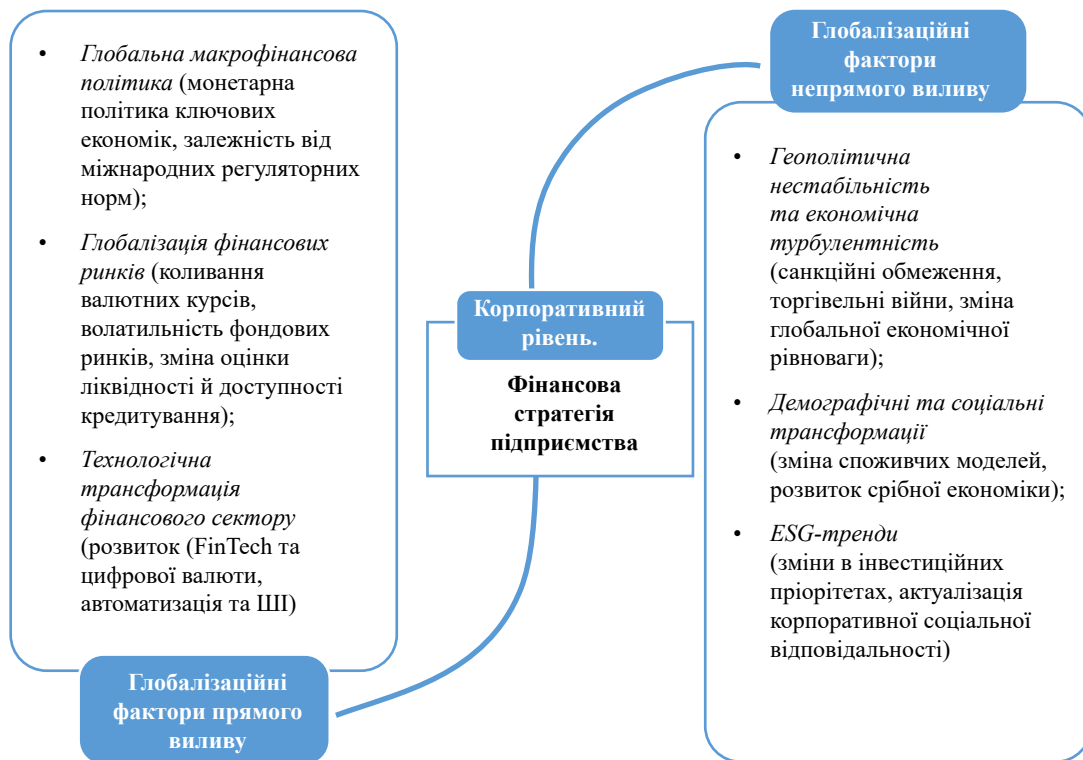 • Глобальна макрофінансова
політика (монетарна
політика ключових
економік, залежність від
міжнародних регуляторних
норм);
• Глобалізація фінансових
ринків (коливання
валютних курсів,
волатильність фондових
ринків, зміна оцінки
ліквідності й доступності
кредитування);
• Технологічна
трансформація
фінансового сектору
(розвиток (FinTech та
цифрової валюти,
автоматизація та ШІ)
Глобалізаційні
фактори прямого
виливу
Корпоративний
рівень.
Фінансова
стратегія
підприємства
Глобалізаційні
фактори
непрямого виливу
• Геополітична
нестабільність
та економічна
турбулентність
(санкційні обмеження,
торгівельні війни, зміна
глобальної економічної
рівноваги);
• Демографічні та соціальні
трансформації
(зміна споживчих моделей,
розвиток срібної економіки);
• ESG-тренди
(зміни в інвестиційних
пріорітетах, актуалізація
корпоративної соціальної
відповідальності)